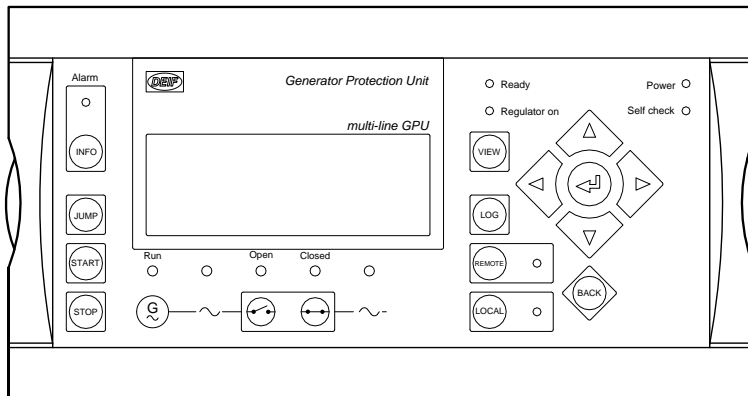 Alarm
DEIF
Generator Protection Unit
Ready
Power
Regulator on
Self check
multi-line GPU
INFO
VIEW
JUMP
LOG
START
Run
Open
Closed
REMOTE
STOP
G
LOCAL
BACK